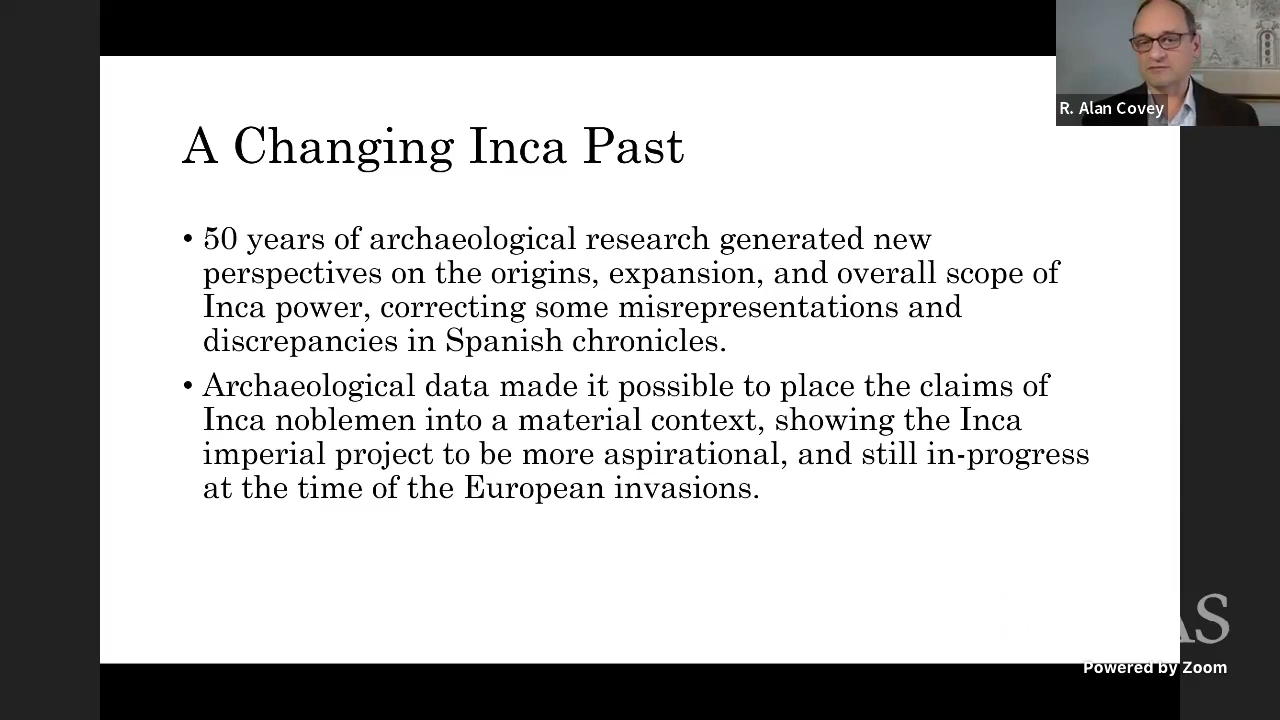 R. Alan Covey
A Changing Inca Past
• 50 years of archaeological research generated new
perspectives on the origins, expansion, and overall scope of
Inca power, correcting some misrepresentations and
discrepancies in Spanish chronicles.
• Archaeological data made it possible to place the claims of
Inca noblemen into a material context, showing the Inca
imperial project to be more aspirational, and still in-progress
at the time of the European invasions.
Powered by Zoom